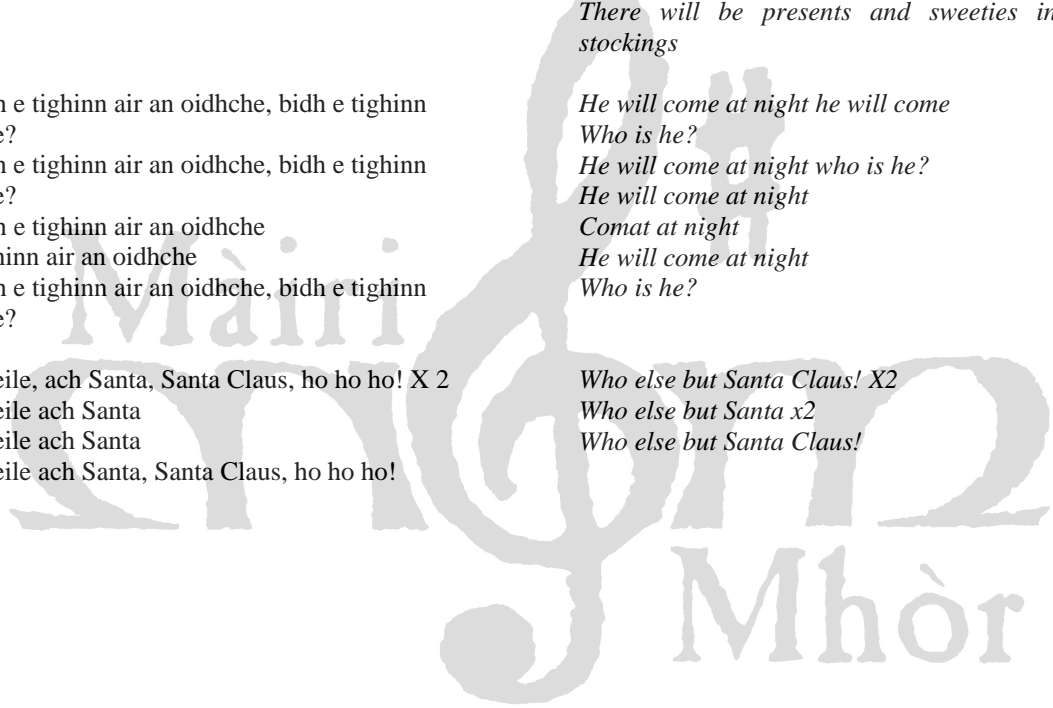 e tighinn air an oidhche, bidh e tighinn
e?
e tighinn air an oidhche, bidh e tighinn
e?
e tighinn air an oidhche
air an oidhche
e tighinn air an oidhche, bidh e tighinn
e?
eile, ach Santa, Santa Claus, ho ho ho! X 2
eile ach Santa
eile ach Santa
eile ach Santa, Santa Claus, ho ho ho!
There will be presents and sweeties in
stockings
He will come at night he will come
Who is he?
He will come at night who is he?
He will come at night
Comat at night
He will come at night
Who is he?
Who else but Santa Claus! X2
Who else but Santa x2
Who else but Santa Claus!
Màiri
Mhòr